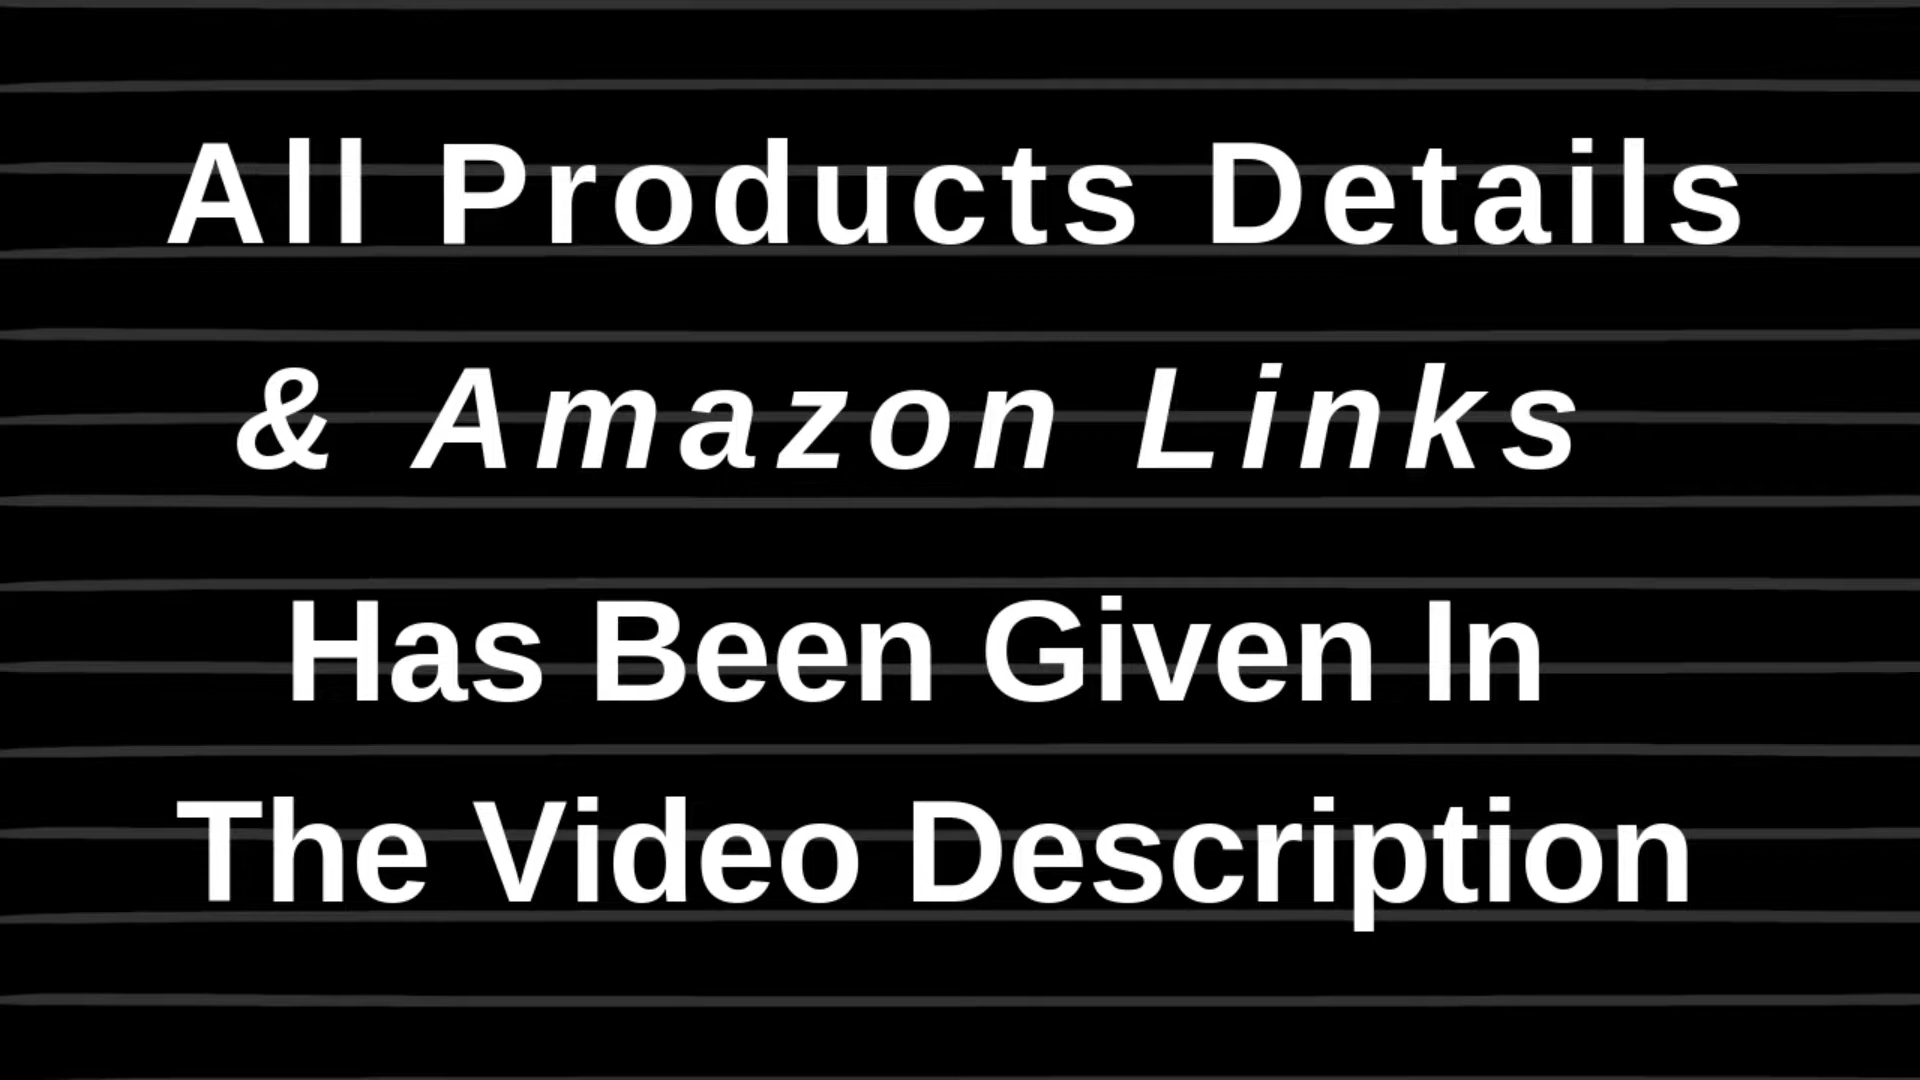 All Products Details
& Amazon Links
Has Been Given In
The Video Description